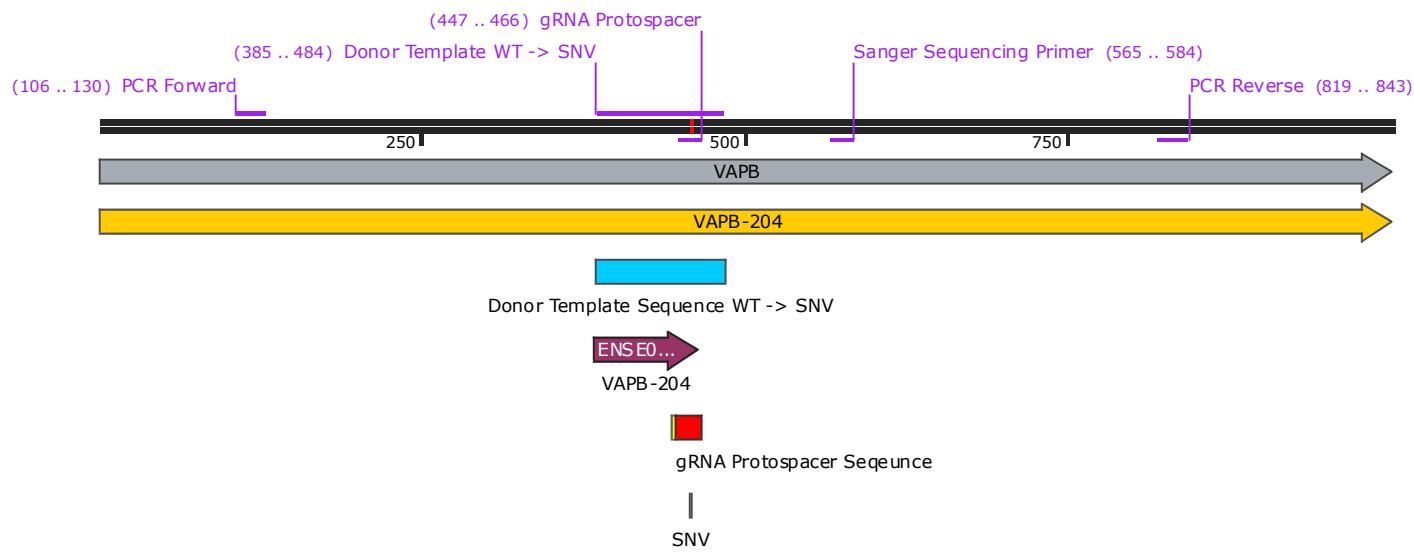 (447 .. 466) gRNA Protospacer
(385 .. 484) Donor Template WT -> SNV
Sanger Sequencing Primer (565 .. 584)
(106 .. 130) PCR Forward
PCR Reverse (819 .. 843)
250
500
750
VAPB
VAPB-204
Donor Template Sequence WT -> SNV
ENSE0...
VAPB-204
gRNA Protospacer Seqeunce
SNV